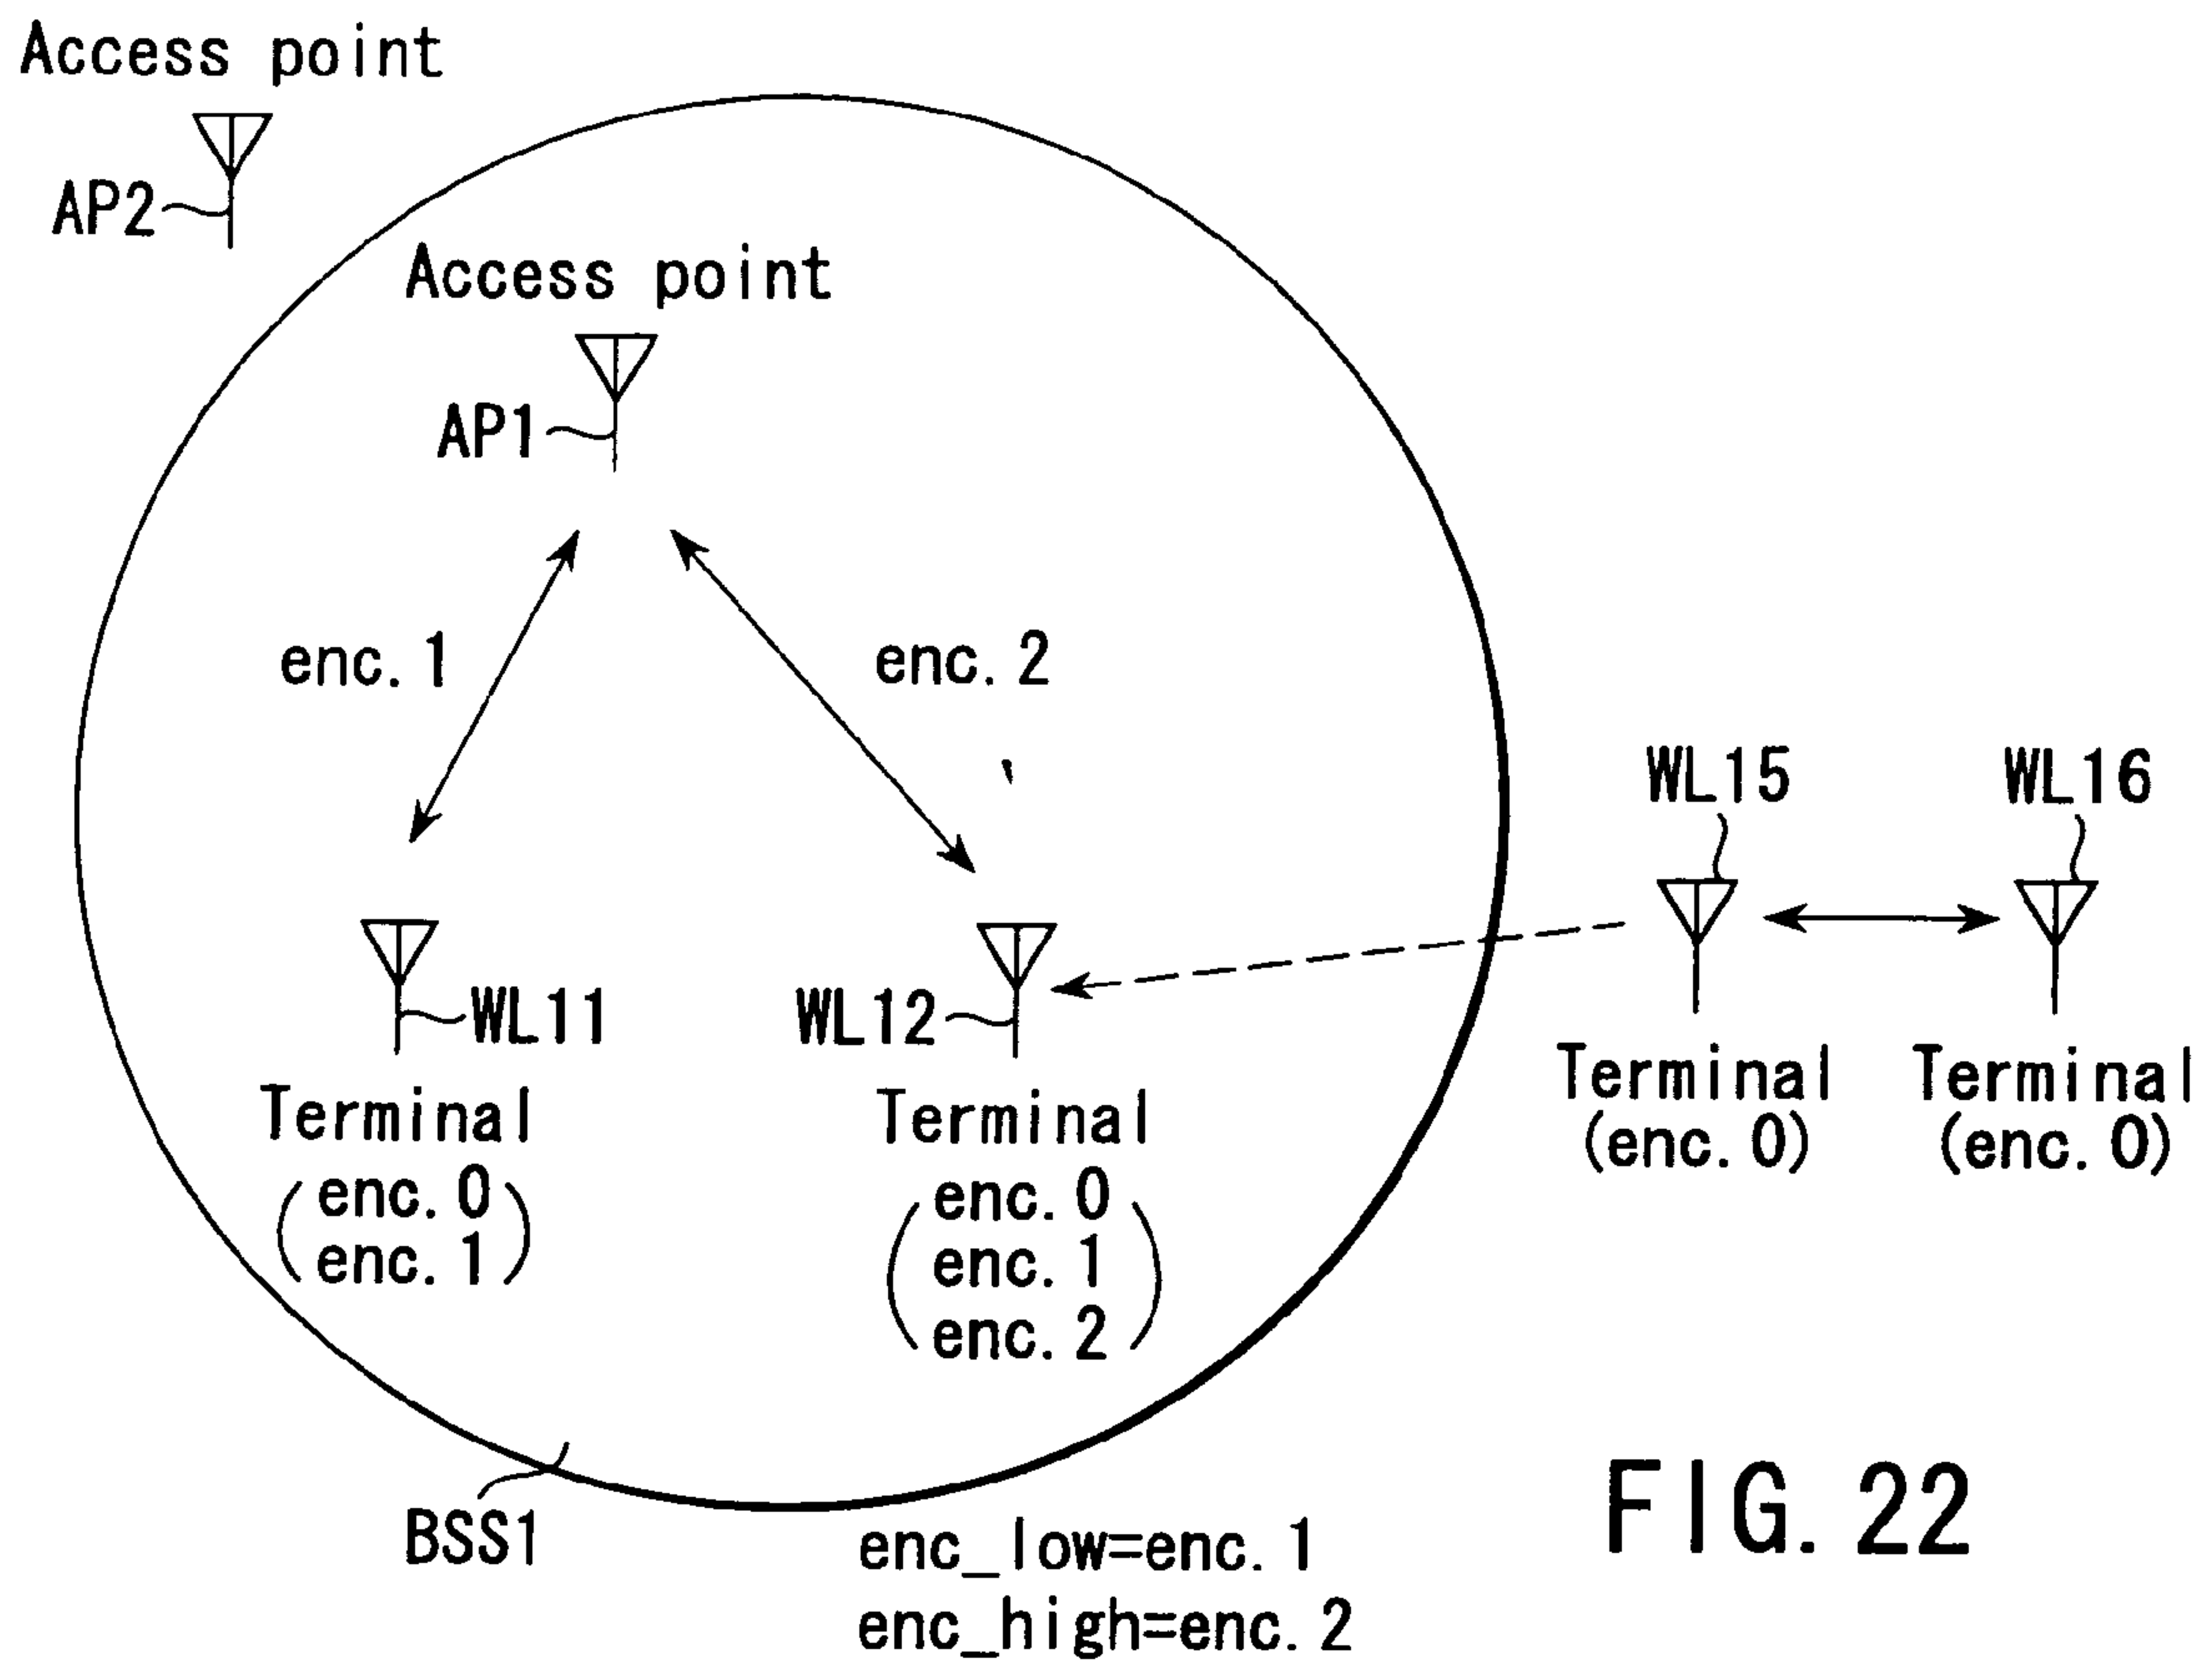 Access point
AP2
Access point
AP1
enc. 1
enc. 2
WL15
WL16
WL11
WL12
Terminal
(enc. 0)
Terminal
(enc. 0)
Terminal
(enc. 0
enc. 1)
Terminal
(enc. 0
enc. 1
enc. 2)
BSS1
enc_low=enc. 1
enc_high=enc. 2
FIG. 22